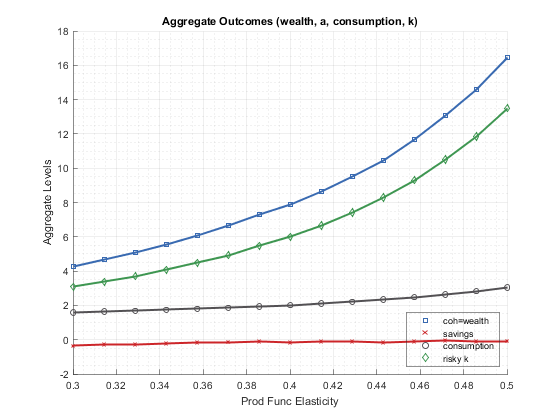 Aggregate Outcomes (wealth, a, consumption, k)
18
16
14
12
10
8
6
4
2
0
-2
Aggregate Levels
coh=wealth
savings
consumption
risky k
0.3 0.32 0.34 0.36 0.38 0.4 0.42 0.44 0.46 0.48 0.5
Prod Func Elasticity